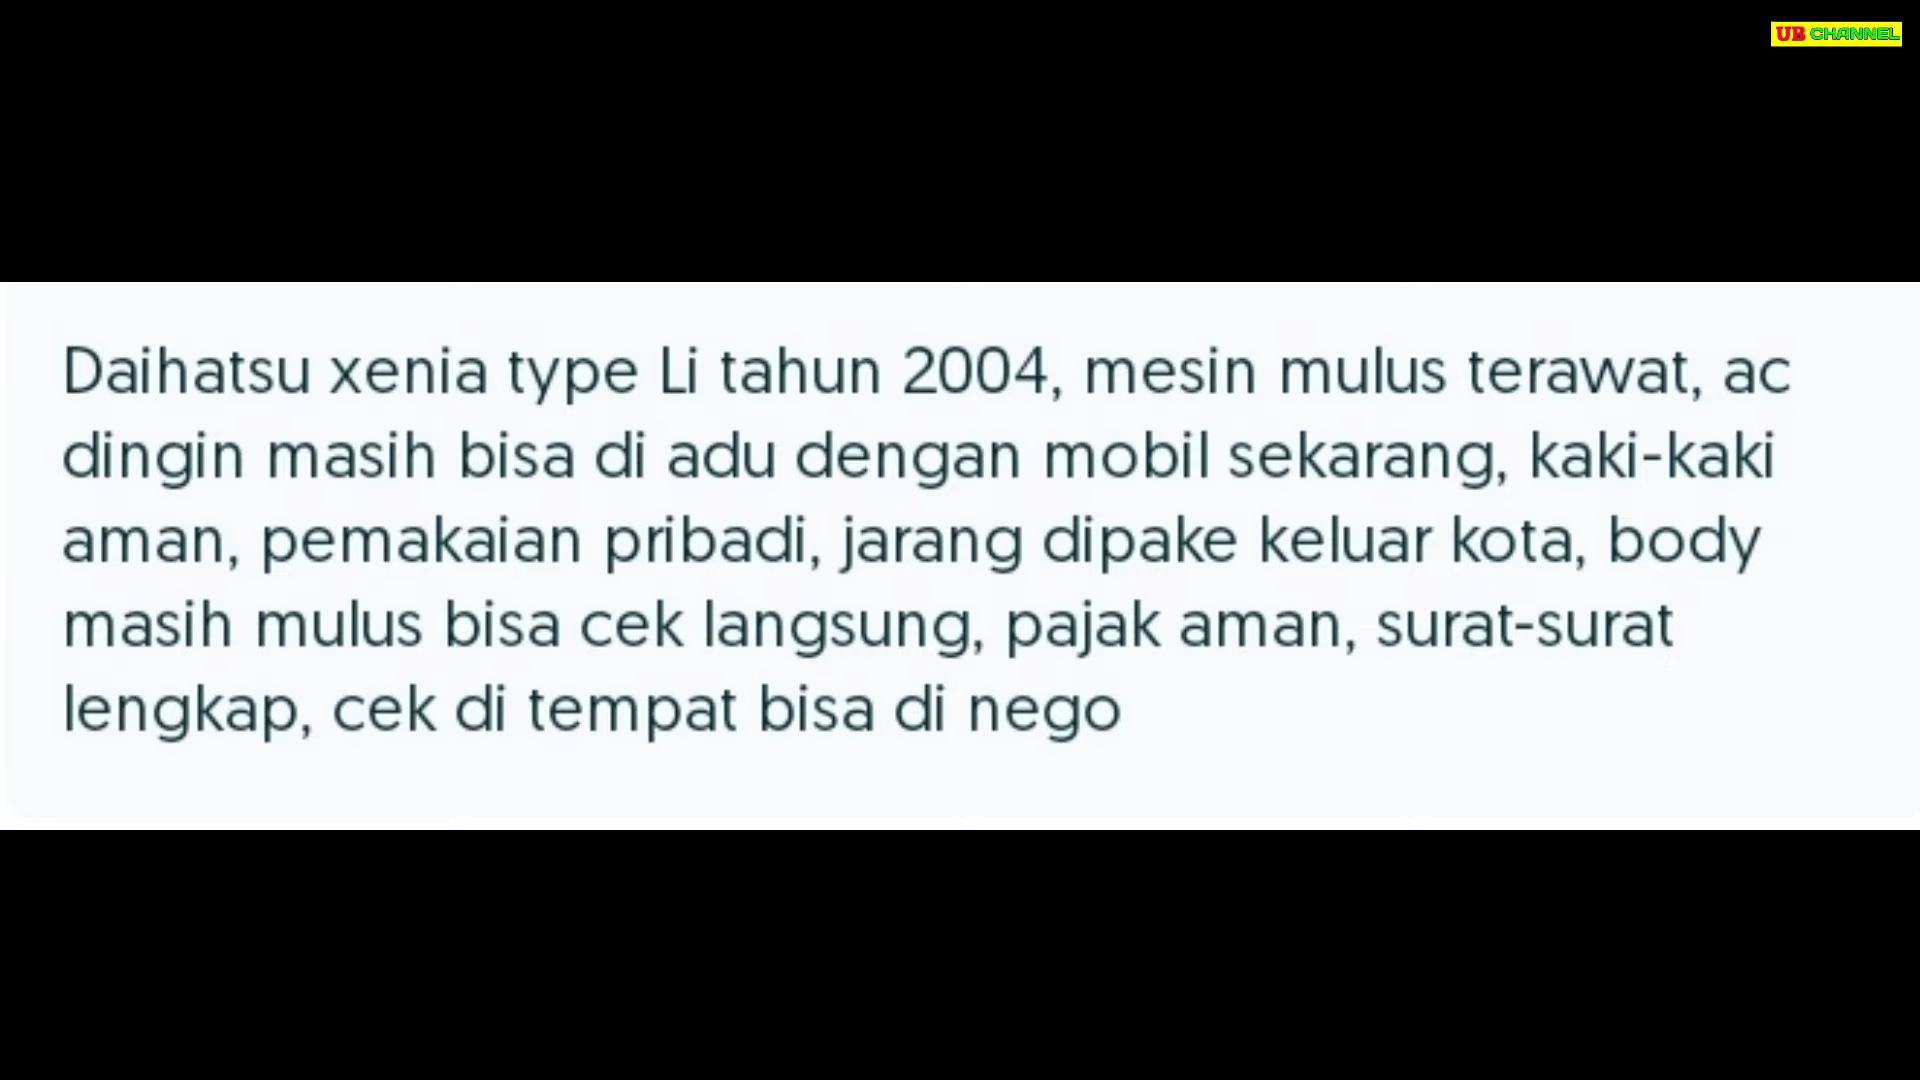 UB CHANNEL
Daihatsu xenia type Li tahun 2004, mesin mulus terawat, ac
dingin masih bisa di adu dengan mobil sekarang, kaki-kaki
aman, pemakaian pribadi, jarang dipake keluar kota, body
masih mulus bisa cek langsung, pajak aman, surat-surat
lengkap, cek di tempat bisa di nego